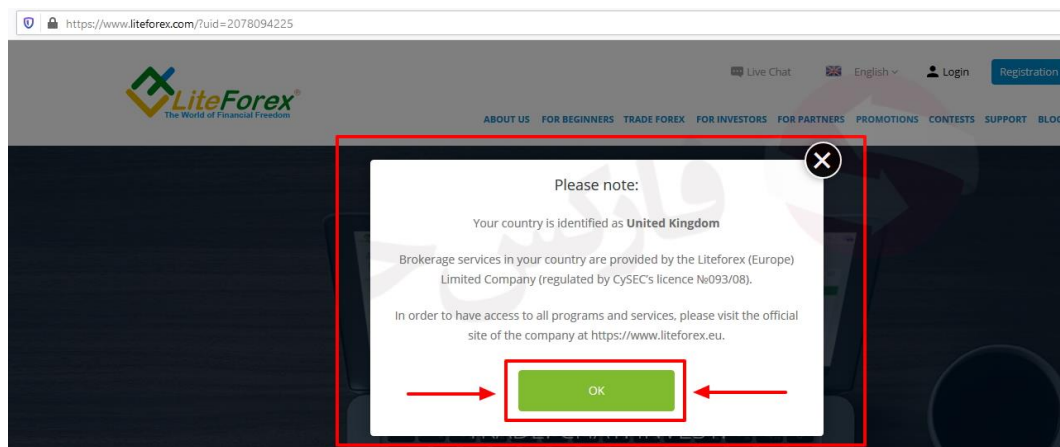 https://www.liteforex.com/?uid=2078094225
Live Chat English Login Registration
LiteForex®
The World of Financial Freedom
ABOUT US FOR BEGINNERS TRADE FOREX FOR INVESTORS FOR PARTNERS PROMOTIONS CONTESTS SUPPORT BLOG
Please note:
Your country is identified as United Kingdom
Brokerage services in your country are provided by the Liteforex (Europe)
Limited Company (regulated by CySEC's licence №093/08).
In order to have access to all programs and services, please visit the official
site of the company at https://www.liteforex.eu.
OK